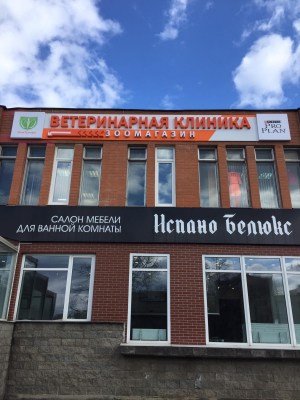 ВЕТЕРИНАРНАЯ КЛИНИКА
ЗООМАГАЗИН
PRO
PLAN
САЛОН МЕБЕЛИ
ДЛЯ ВАННОЙ КОМНАТЫ
Испано Белюкс